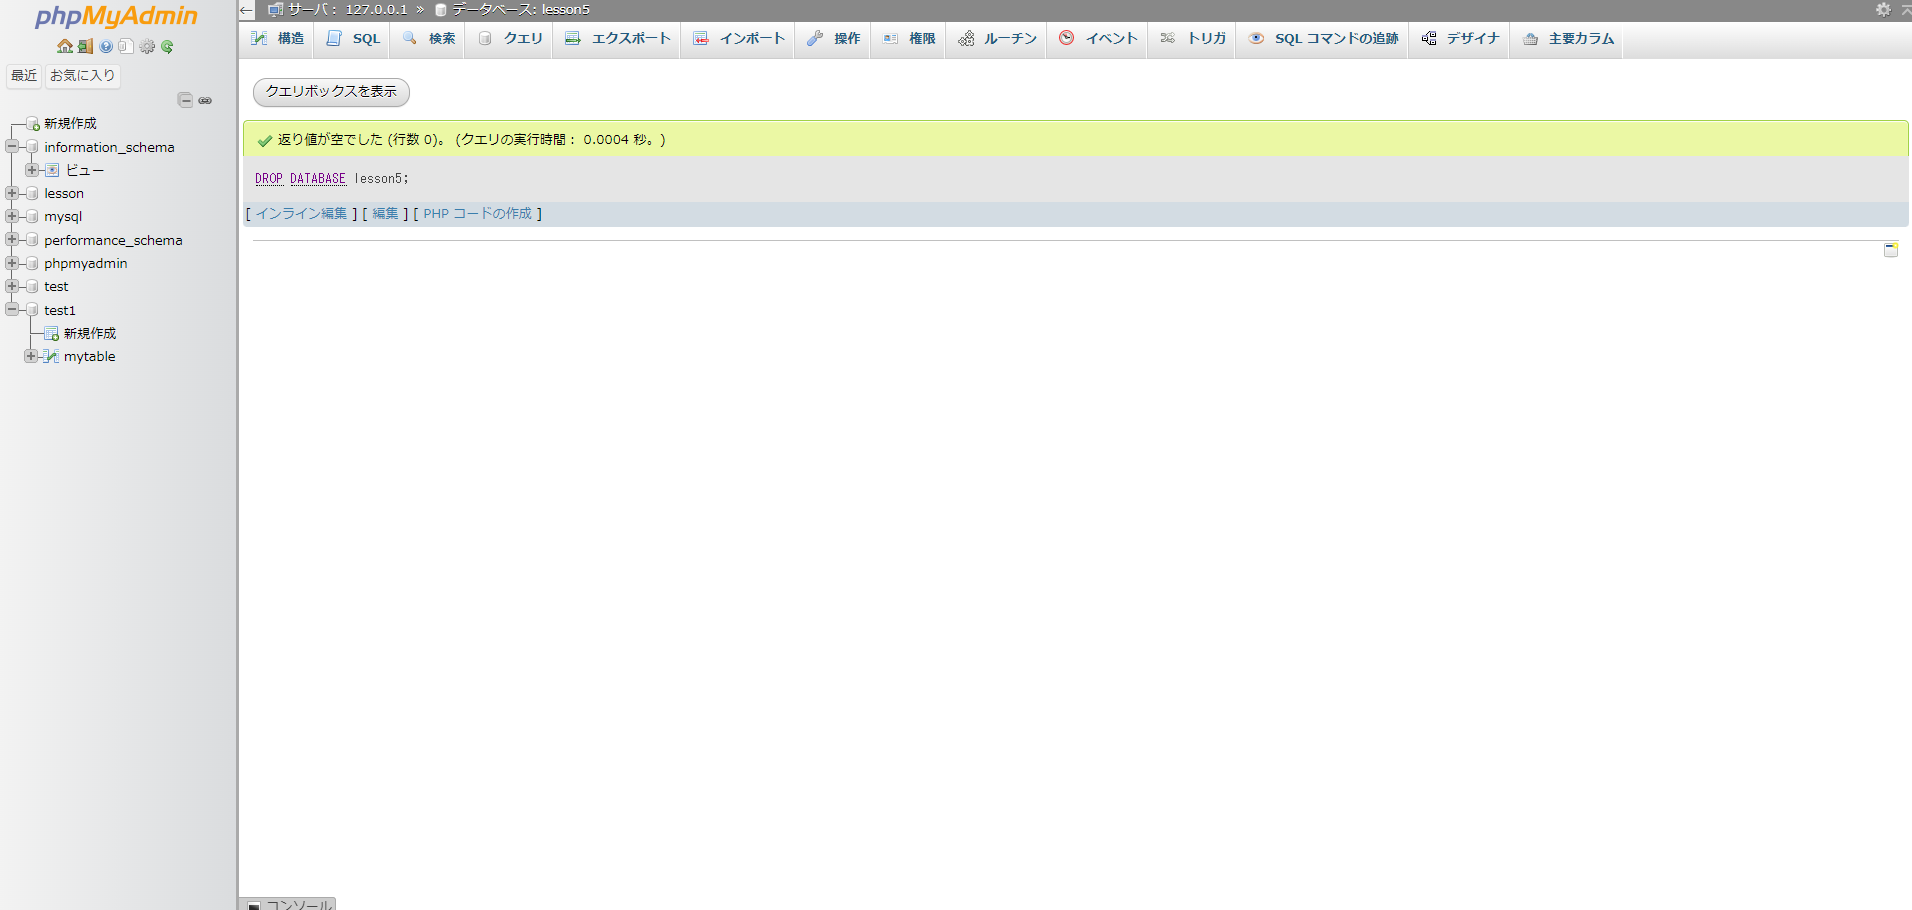 phpMyAdmin
最近 お気に入り
新規作成
information_schema
ビュー
lesson
mysql
performance_schema
phpmyadmin
test
test1
新規作成
mytable
サーバ: 127.0.0.1 » データベース: lesson5
構造 SQL 検索 クエリ エクスポート インポート 操作 権限 ルーチン イベント トリガ SQL コマンドの追跡 デザイナ 主要カラム
クエリボックスを表示
返り値が空でした (行数 0)。 (クエリの実行時間: 0.0004 秒。)
DROP DATABASE lesson5;
[ インライン編集 ] [ 編集 ] [ PHP コードの作成 ]
コンソール